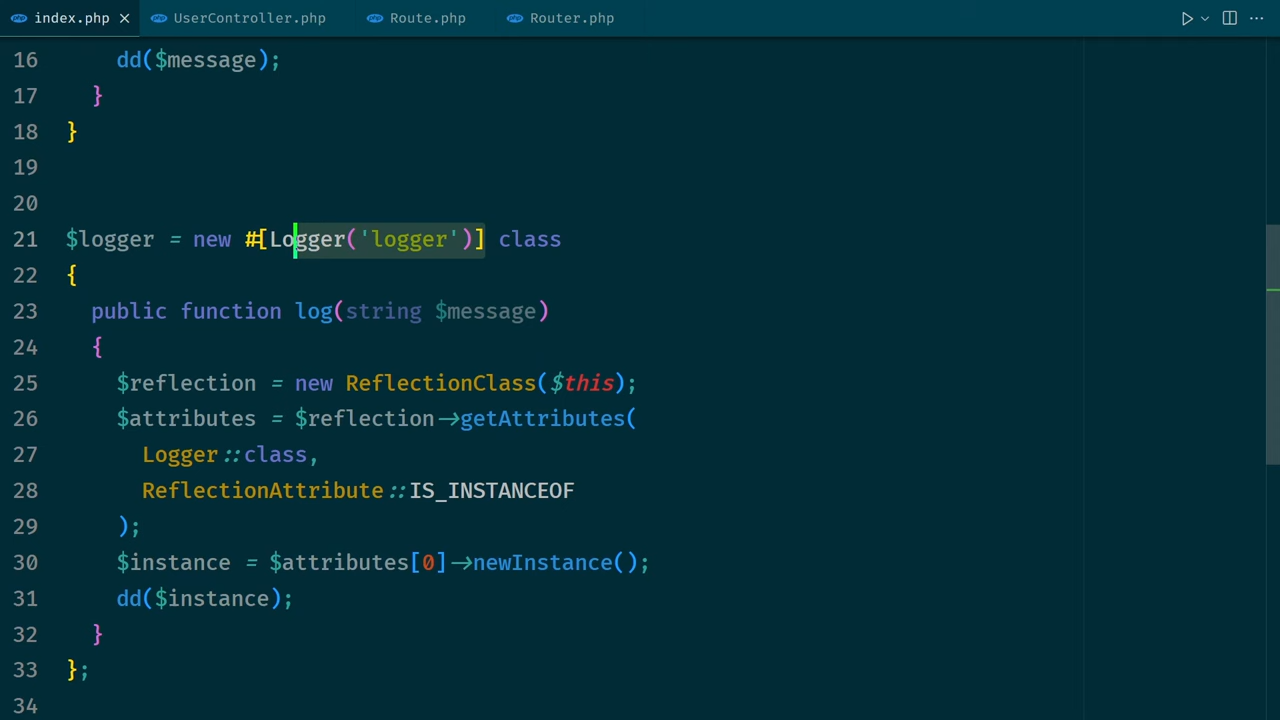 index.php UserController.php Route.php Router.php
16 dd($message);
17 }
18 }
19
20
21 $logger = new #[Logger('logger')] class
22 {
23 public function log(string $message)
24 {
25 $reflection = new ReflectionClass($this);
26 $attributes = $reflection->getAttributes(
27 Logger::class,
28 ReflectionAttribute::IS_INSTANCEOF
29 );
30 $instance = $attributes[0]->newInstance();
31 dd($instance);
32 }
33 };
34